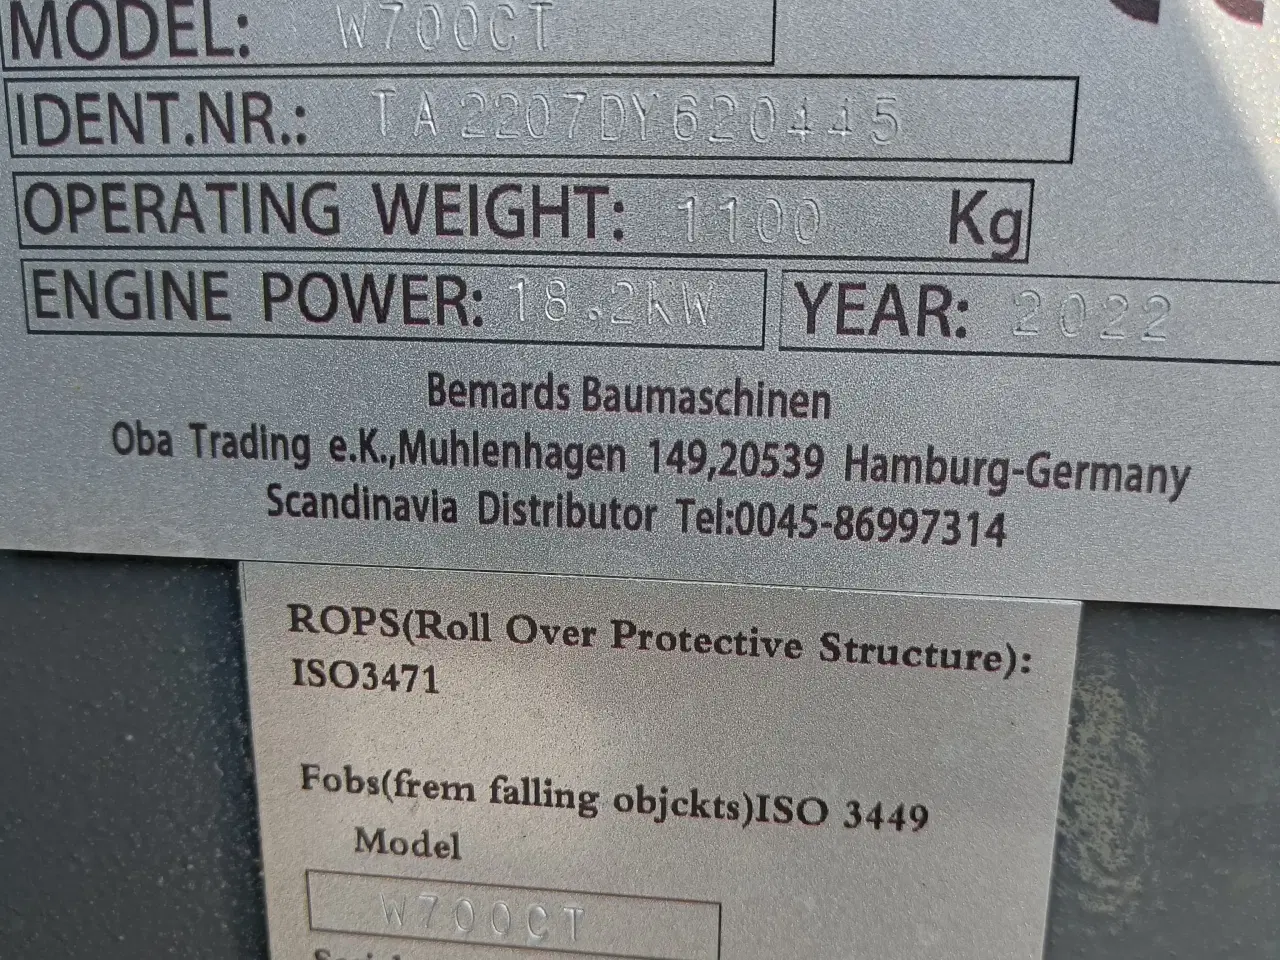 MODEL: W700CT
IDENT.NR.: TA2207DY620445
OPERATING WEIGHT: 1100 Kg
ENGINE POWER: 18.2KW YEAR: 2022
Bemards Baumaschinen
Oba Trading e.K.,Muhlenhagen 149,20539 Hamburg-Germany
Scandinavia Distributor Tel:0045-86997314
ROPS(Roll Over Protective Structure):
ISO3471
Fobs(frem falling objckts)ISO 3449
Model
W700CT